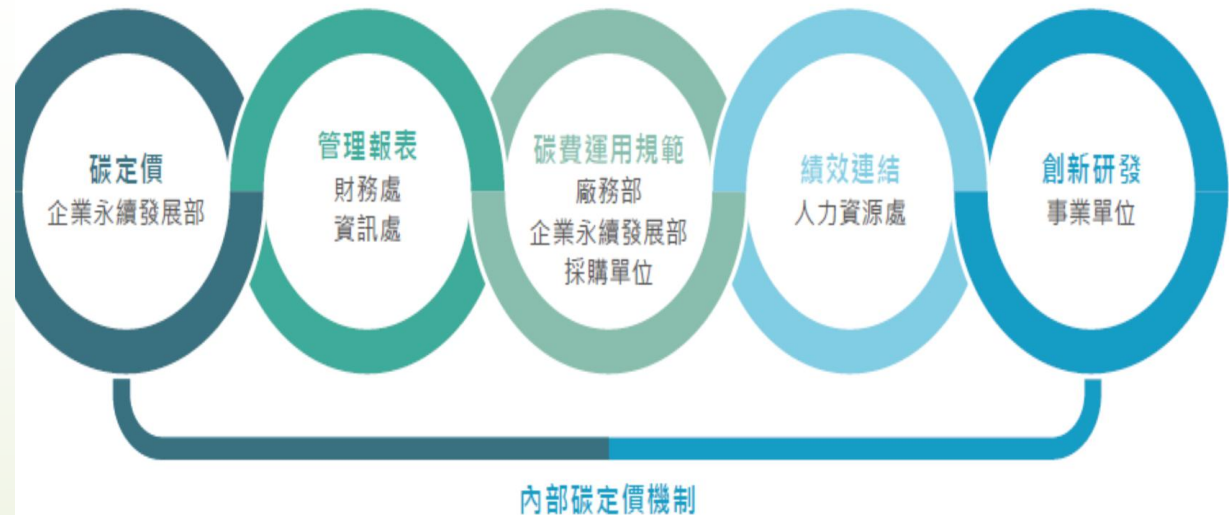 碳定價
企業永續發展部
管理報表
財務處
資訊處
碳費運用規範
廠務部
企業永續發展部
採購單位
績效連結
人力資源處
創新研發
事業單位
內部碳定價機制